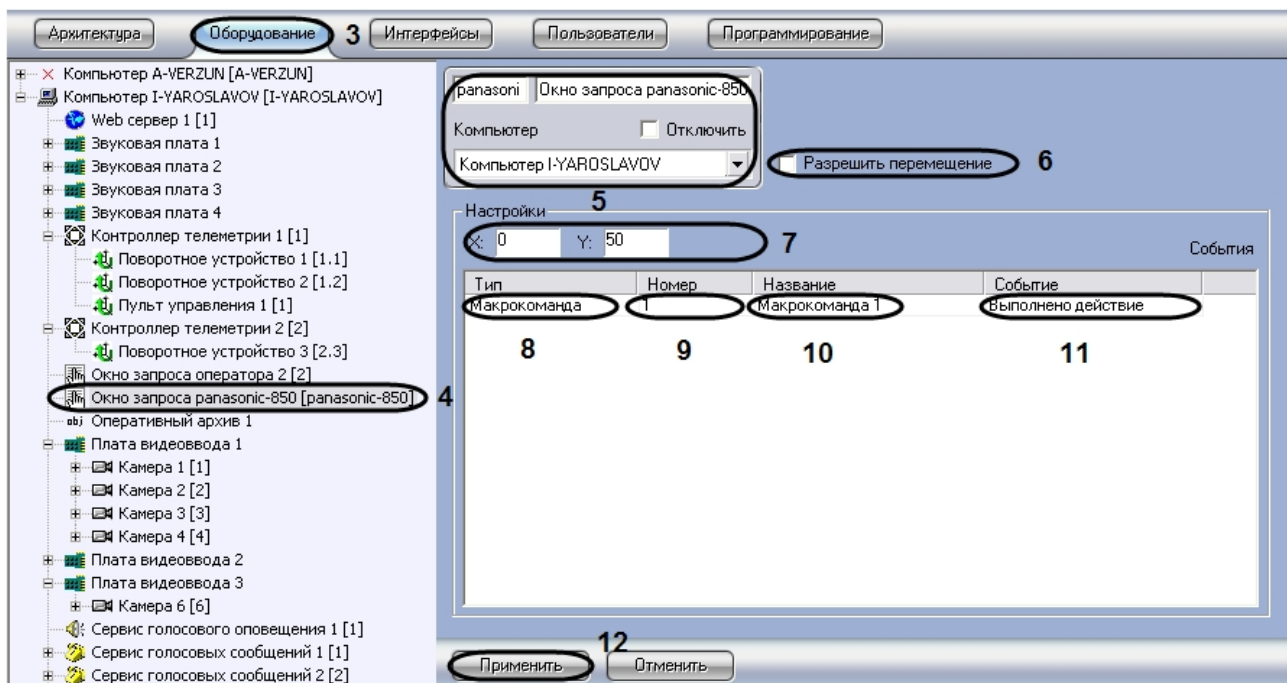 Архитектура Оборудование 3 Интерфейсы Пользователи Программирование
Компьютер A-VERZUN [A-VERZUN]
Компьютер I-YAROSLAVOV [I-YAROSLAVOV]
Web сервер 1 [1]
Звуковая плата 1
Звуковая плата 2
Звуковая плата 3
Звуковая плата 4
Контроллер телеметрии 1 [1]
Поворотное устройство 1 [1.1]
Поворотное устройство 2 [1.2]
Пульт управления 1 [1]
Контроллер телеметрии 2 [2]
Поворотное устройство 3 [2.3]
Окно запроса оператора 2 [2]
Окно запроса panasonic-850 [panasonic-850] 4
obj Оперативный архив 1
Плата видеоввода 1
Камера 1 [1]
Камера 2 [2]
Камера 3 [3]
Камера 4 [4]
Плата видеоввода 2
Плата видеоввода 3
Камера 6 [6]
Сервис голосового оповещения 1 [1]
Сервис голосовых сообщений 1 [1]
Сервис голосовых сообщений 2 [2]
panasoni Окно запроса panasonic-850
Компьютер Отключить
Компьютер I-YAROSLAVOV Разрешить перемещение 6
5
Настройки
X: 0 Y: 50 7
События
Тип Номер Название Событие
Макрокоманда 1 Макрокоманда 1 Выполнено действие
8 9 10 11
12
Применить Отменить